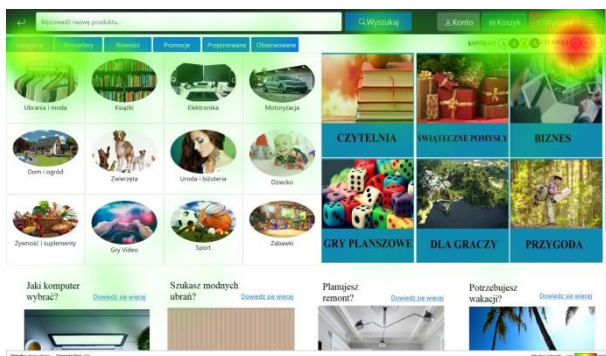 Wprowadź nazwę produktu...
Wyszukaj
Konto
Koszyk
Kategorie Bestsellery Nowości Promocje Proponowane Obserwowane
KONTRAST A A A A
Ubrania i moda
Książki
Elektronika
Motoryzacja
CZYTELNIA
ŚWIĄTECZNE POMYSŁY
BIZNES
Dom i ogród
Zwierzęta
Uroda i biżuteria
Dziecko
Żywność i suplementy
Gry Video
Sport
Zabawki
GRY PLANSZOWE
DLA GRACZY
PRZYGODA
Jaki komputer
wybrać?
Dowiedz się więcej
Szukasz modnych
ubrań?
Dowiedz się więcej
Planujesz
remont?
Dowiedz się więcej
Potrzebujesz
wakacji?
Dowiedz się więcej